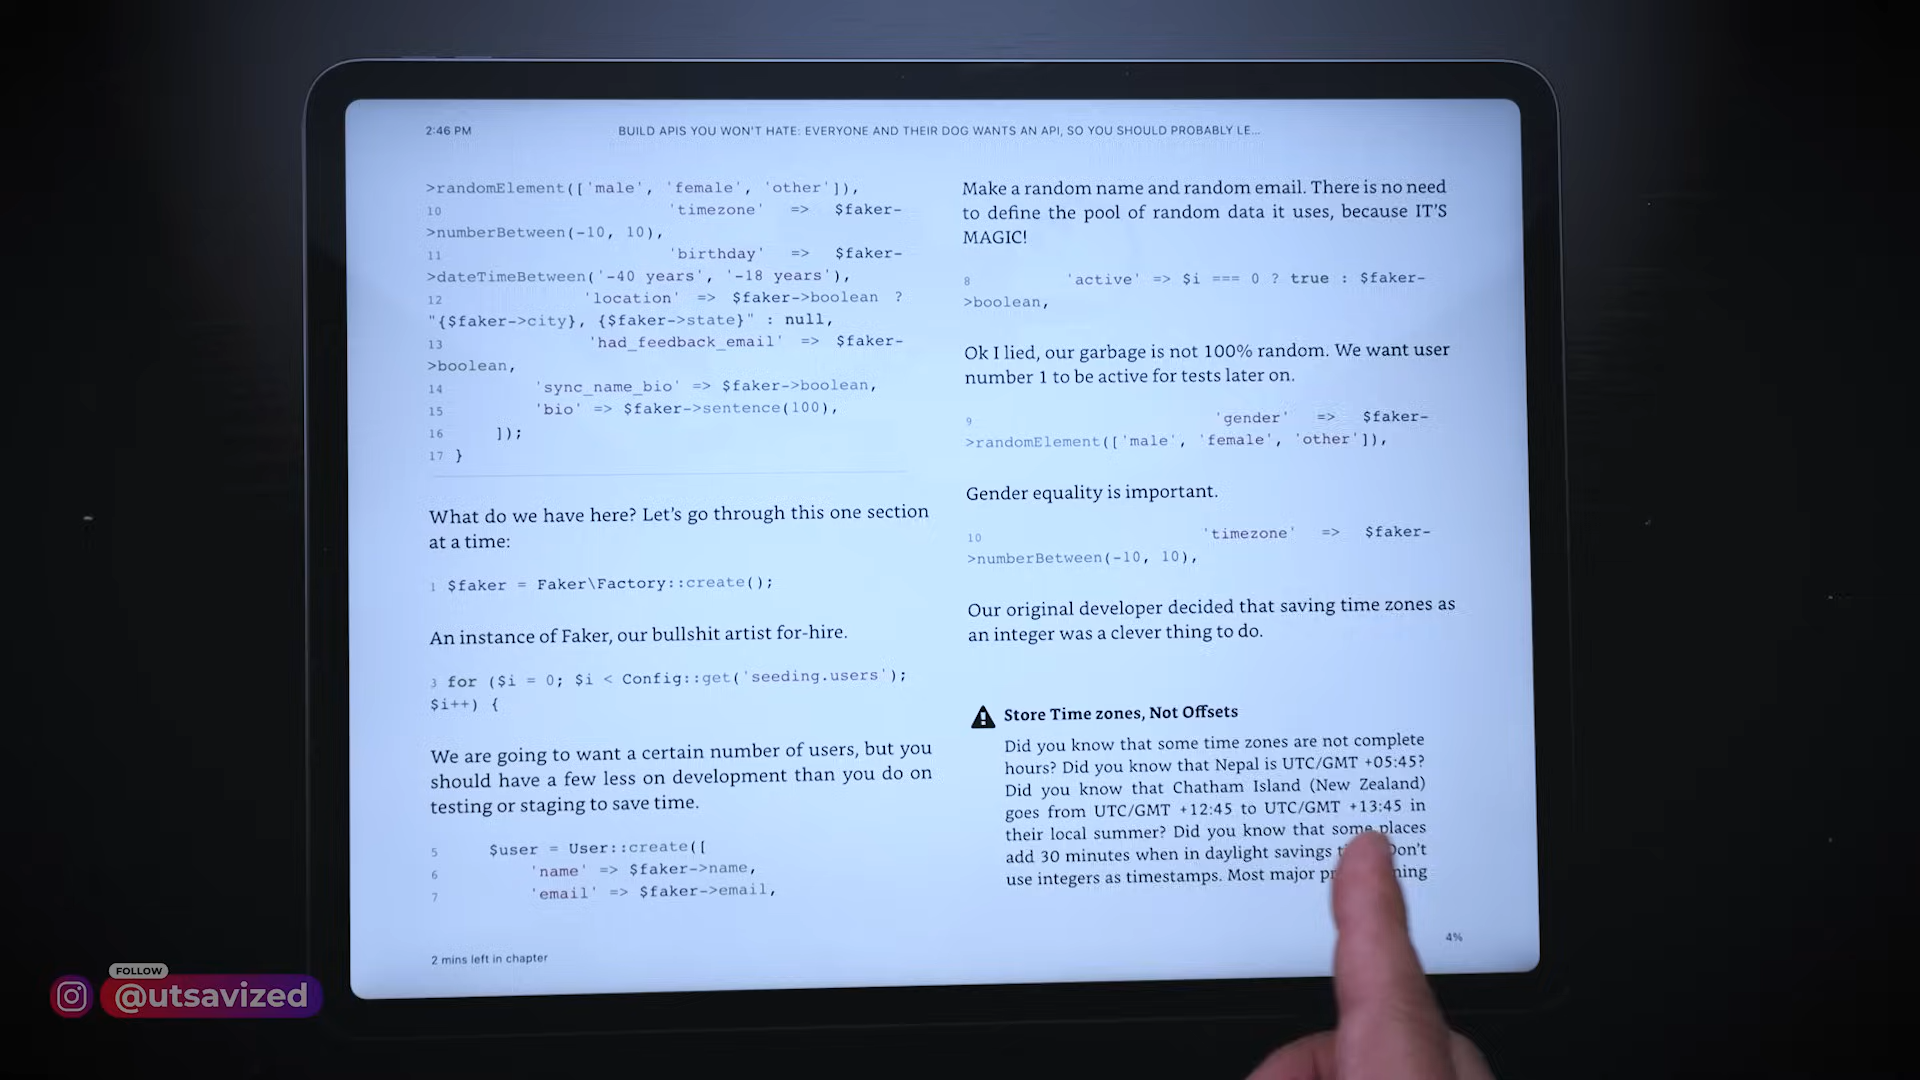 2:46 PM
BUILD APIS YOU WON'T HATE: EVERYONE AND THEIR DOG WANTS AN API, SO YOU SHOULD PROBABLY LE...
>randomElement(['male', 'female', 'other']),
10 'timezone' => $faker-
>numberBetween(-10, 10),
11 'birthday' => $faker-
>dateTimeBetween('-40 years', '-18 years'),
12 'location' => $faker->boolean ?
"{$faker->city}, {$faker->state}" : null,
13 'had_feedback_email' => $faker-
>boolean,
14 'sync_name_bio' => $faker->boolean,
15 'bio' => $faker->sentence(100),
16 ]);
17 }
What do we have here? Let's go through this one section
at a time:
1 $faker = Faker\Factory::create();
An instance of Faker, our bullshit artist for-hire.
3 for ($i = 0; $i < Config::get('seeding.users');
$i++) {
We are going to want a certain number of users, but you
should have a few less on development than you do on
testing or staging to save time.
5 $user = User::create([
6 'name' => $faker->name,
7 'email' => $faker->email,
2 mins left in chapter
Make a random name and random email. There is no need
to define the pool of random data it uses, because IT'S
MAGIC!
8 'active' => $i === 0 ? true : $faker-
>boolean,
Ok I lied, our garbage is not 100% random. We want user
number 1 to be active for tests later on.
9 'gender' => $faker-
>randomElement(['male', 'female', 'other']),
Gender equality is important.
10 'timezone' => $faker-
>numberBetween(-10, 10),
Our original developer decided that saving time zones as
an integer was a clever thing to do.
Store Time zones, Not Offsets
Did you know that some time zones are not complete
hours? Did you know that Nepal is UTC/GMT +05:45?
Did you know that Chatham Island (New Zealand)
goes from UTC/GMT +12:45 to UTC/GMT +13:45 in
their local summer? Did you know that some places
add 30 minutes when in daylight savings Don't
use integers as timestamps. Most major
4%
FOLLOW
@utsavized